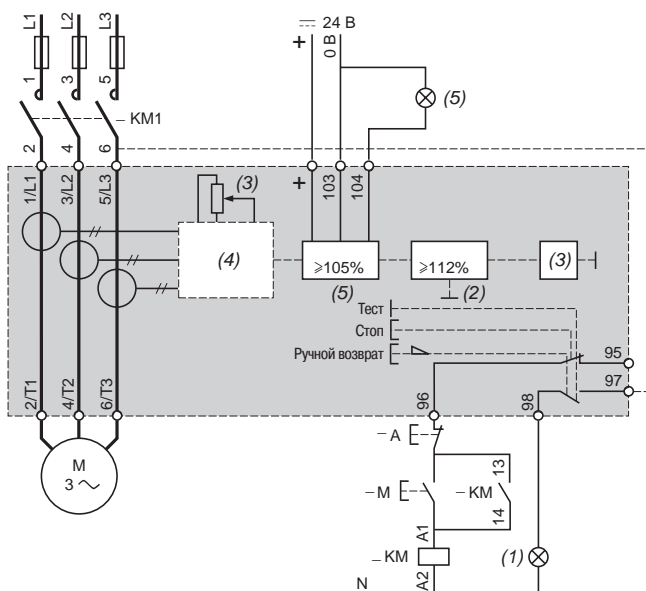 L1 L2 L3
24 В
+ 0 В
1 3 5
(5)
– KM1
2 4 6
1/L1 3/L2 5/L3
+ 103 104
(3)
(4)
≥105%
≥112%
(3)
(5)
(2)
Тест
Стоп
Ручной возврат
95
97
2/T1 4/T2 6/T3
96 98
– A
M
3
– M
– KM
13
14
A1
– KM
A2
(1)
N